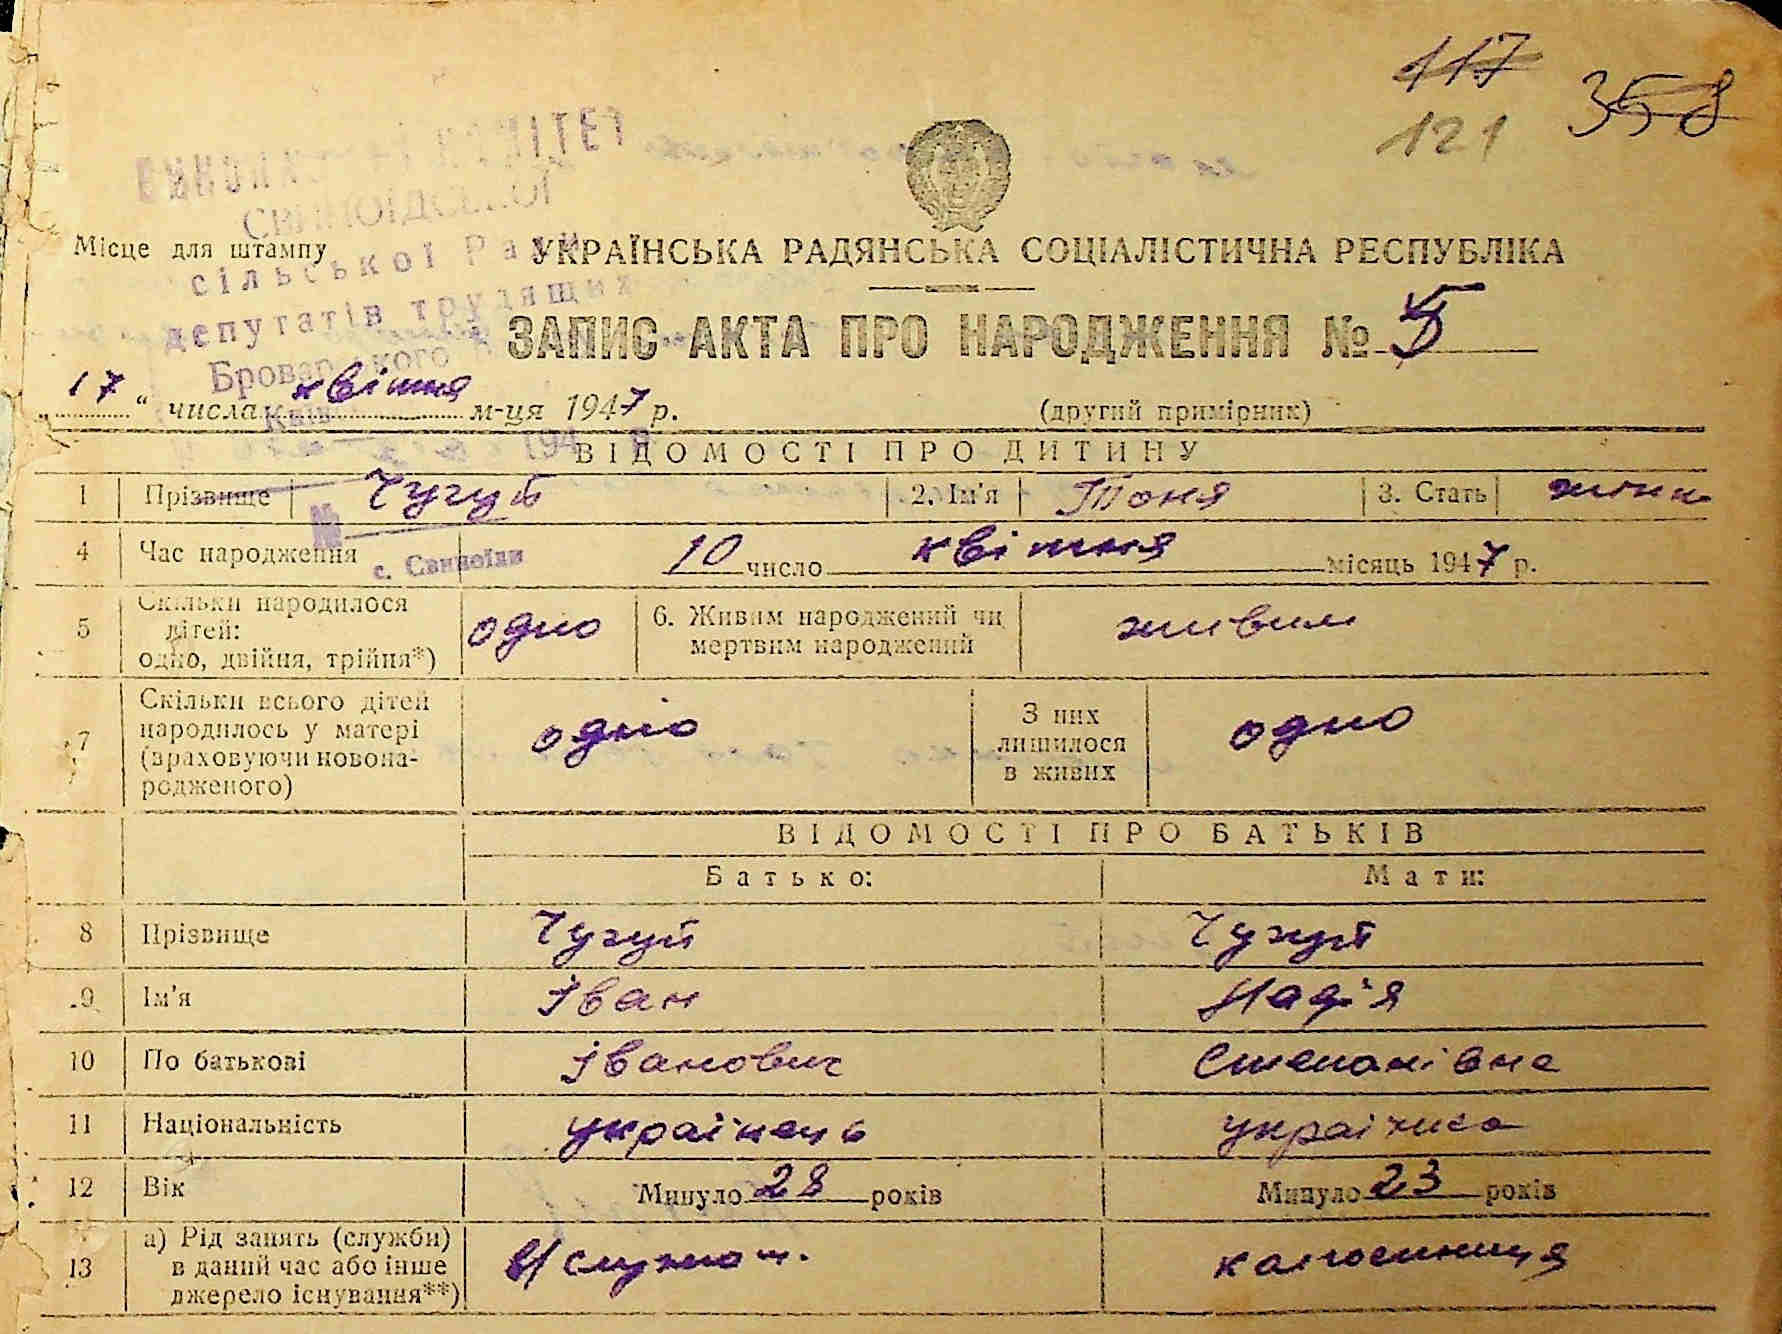 117 358
121
ВИКОНАВЧИЙ КОМІТЕТ
СВИНОЇДСЬКОЇ
сільської Ради
депутатів трудящих
Броварського
Місце для штампу
УКРАЇНСЬКА РАДЯНСЬКА СОЦІАЛІСТИЧНА РЕСПУБЛІКА
ЗАПИС АКТА ПРО НАРОДЖЕННЯ № 5
„17“ числа квітня м-ця 1947 р. (другий примірник)
194 р
ВІДОМОСТІ ПРО ДИТИНУ
1 Прізвище Чугуй 2. Ім'я Тоня 3. Стать жінк
№
с. Свиноїди
4 Час народження 10 число квітня місяць 1947 р.
5 Скільки народилося дітей: одно, двійня, трійня*) одно 6. Живим народжений чи мертвим народжений живим
7 Скільки всього дітей народилось у матері (враховуючи новонародженого) одно З них лишилося в живих одно
ВІДОМОСТІ ПРО БАТЬКІВ
Батько: Мати:
8 Прізвище Чугуй Чугуй
9 Ім'я Іван Надія
10 По батькові Іванович Степанівна
11 Національність українець українка
12 Вік Минуло 28 років Минуло 23 років
13 а) Рід занять (служби) в даний час або інше джерело існування**) в/службов. колгоспниця